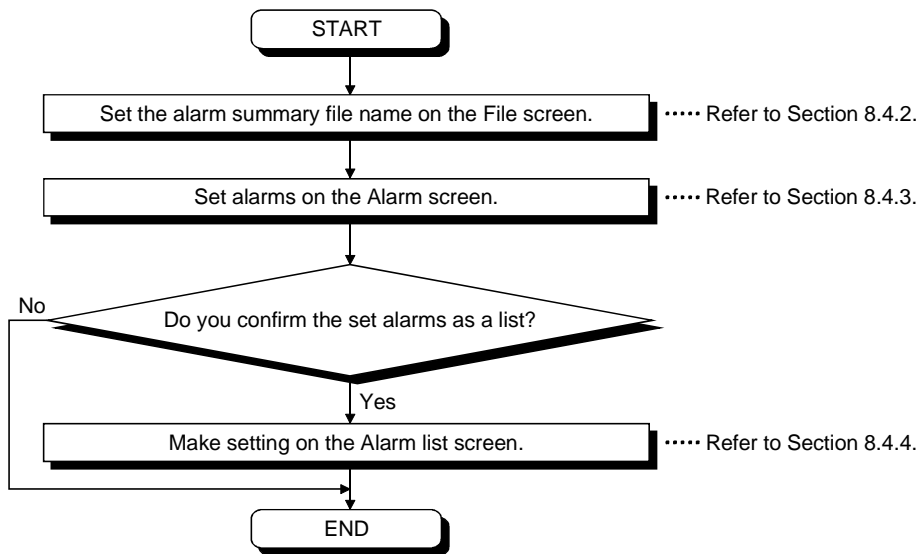 START
Set the alarm summary file name on the File screen. ····· Refer to Section 8.4.2.
Set alarms on the Alarm screen. ····· Refer to Section 8.4.3.
No
Do you confirm the set alarms as a list?
Yes
Make setting on the Alarm list screen. ····· Refer to Section 8.4.4.
END